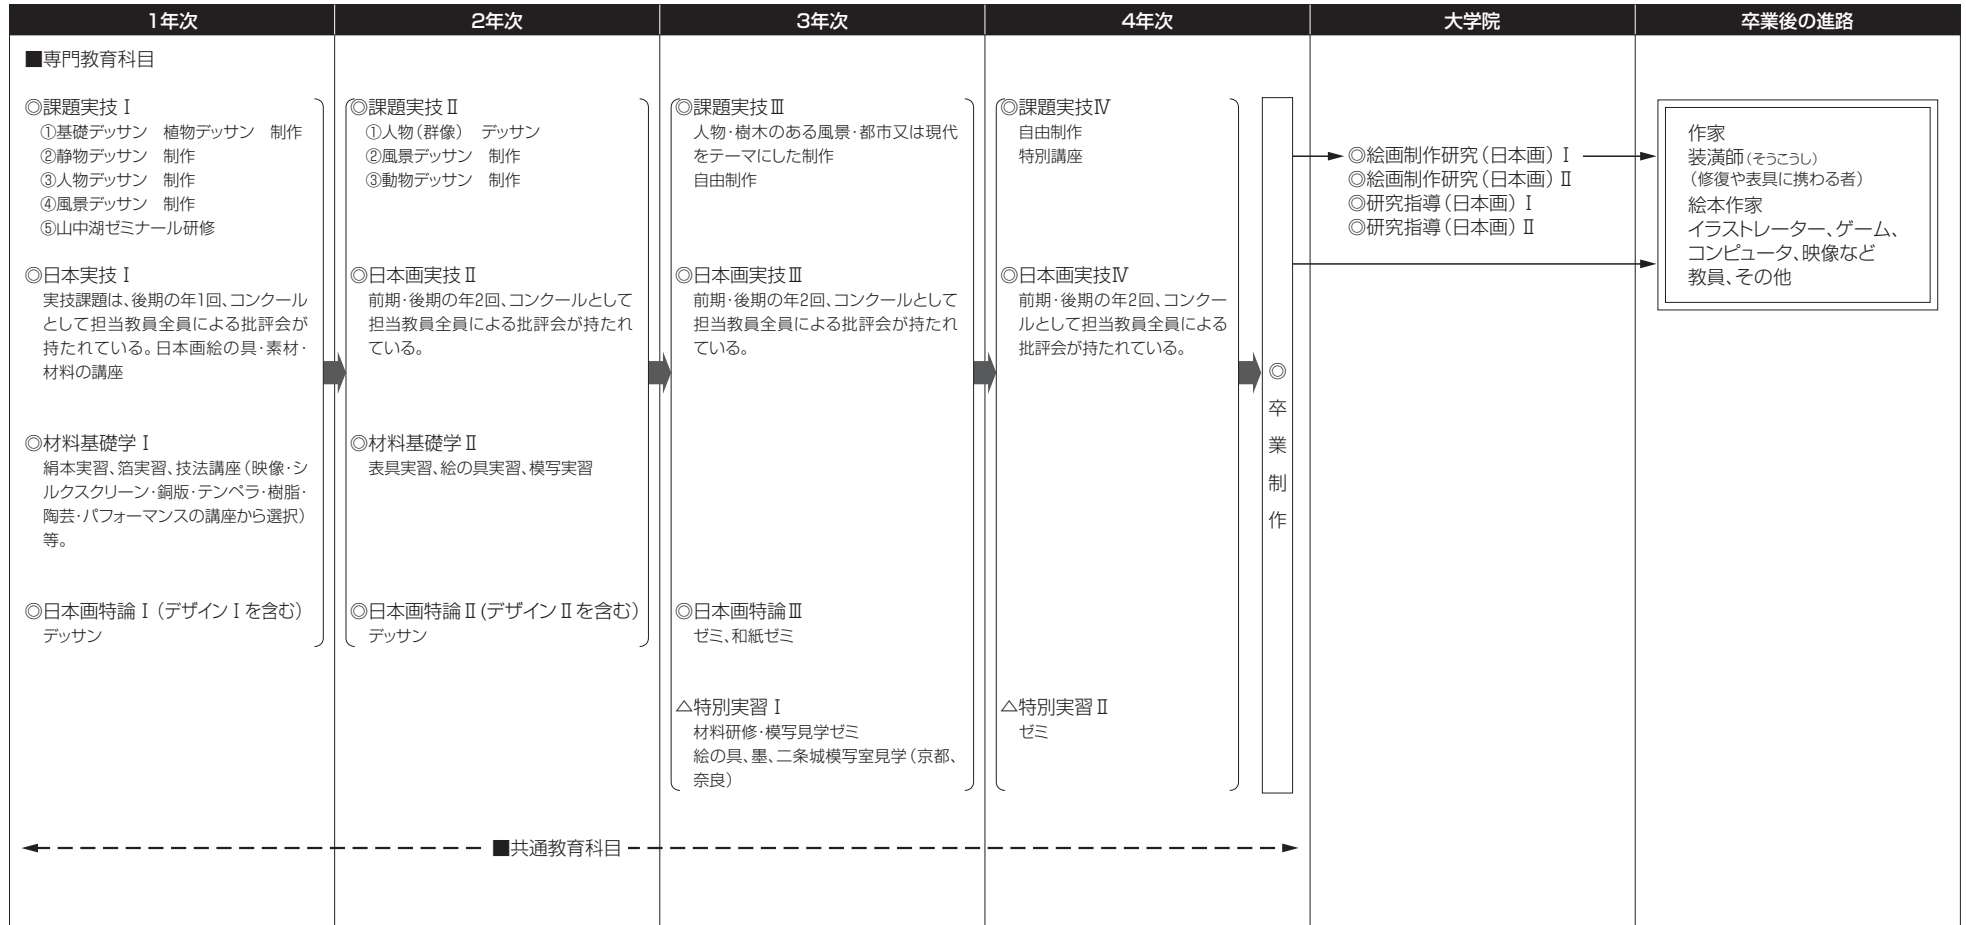 1年次
2年次
3年次
4年次
大学院
卒業後の進路
■専門教育科目
◎課題実技Ⅰ
①基礎デッサン　植物デッサン　制作
②静物デッサン　制作
③人物デッサン　制作
④風景デッサン　制作
⑤山中湖ゼミナール研修
◎日本実技Ⅰ
実技課題は、後期の年1回、コンクール
として担当教員全員による批評会が
持たれている。日本画絵の具・素材・
材料の講座
◎材料基礎学Ⅰ
絹本実習、箔実習、技法講座（映像・シ
ルクスクリーン・銅版・テンペラ・樹脂・
陶芸・パフォーマンスの講座から選択）
等。
◎日本画特論Ⅰ（デザインⅠを含む）
デッサン
◎課題実技Ⅱ
①人物（群像）　デッサン
②風景デッサン　制作
③動物デッサン　制作
◎日本画実技Ⅱ
前期・後期の年2回、コンクールとして
担当教員全員による批評会が持たれ
ている。
◎材料基礎学Ⅱ
表具実習、絵の具実習、模写実習
◎日本画特論Ⅱ(デザインⅡを含む)
デッサン
◎課題実技Ⅲ
人物・樹木のある風景・都市又は現代
をテーマにした制作
自由制作
◎日本画実技Ⅲ
前期・後期の年2回、コンクールとして
担当教員全員による批評会が持たれ
ている。
◎日本画特論Ⅲ
ゼミ、和紙ゼミ
△特別実習Ⅰ
材料研修・模写見学ゼミ
絵の具、墨、二条城模写室見学（京都、
奈良）
◎課題実技Ⅳ
自由制作
特別講座
◎日本画実技Ⅳ
前期・後期の年2回、コンクー
ルとして担当教員全員による
批評会が持たれている。
△特別実習Ⅱ
ゼミ
◎卒業制作
◎絵画制作研究（日本画）Ⅰ
◎絵画制作研究（日本画）Ⅱ
◎研究指導（日本画）Ⅰ
◎研究指導（日本画）Ⅱ
作家
装潢師（そうこうし）
（修復や表具に携わる者）
絵本作家
イラストレーター、ゲーム、
コンピュータ、映像など
教員、その他
■共通教育科目